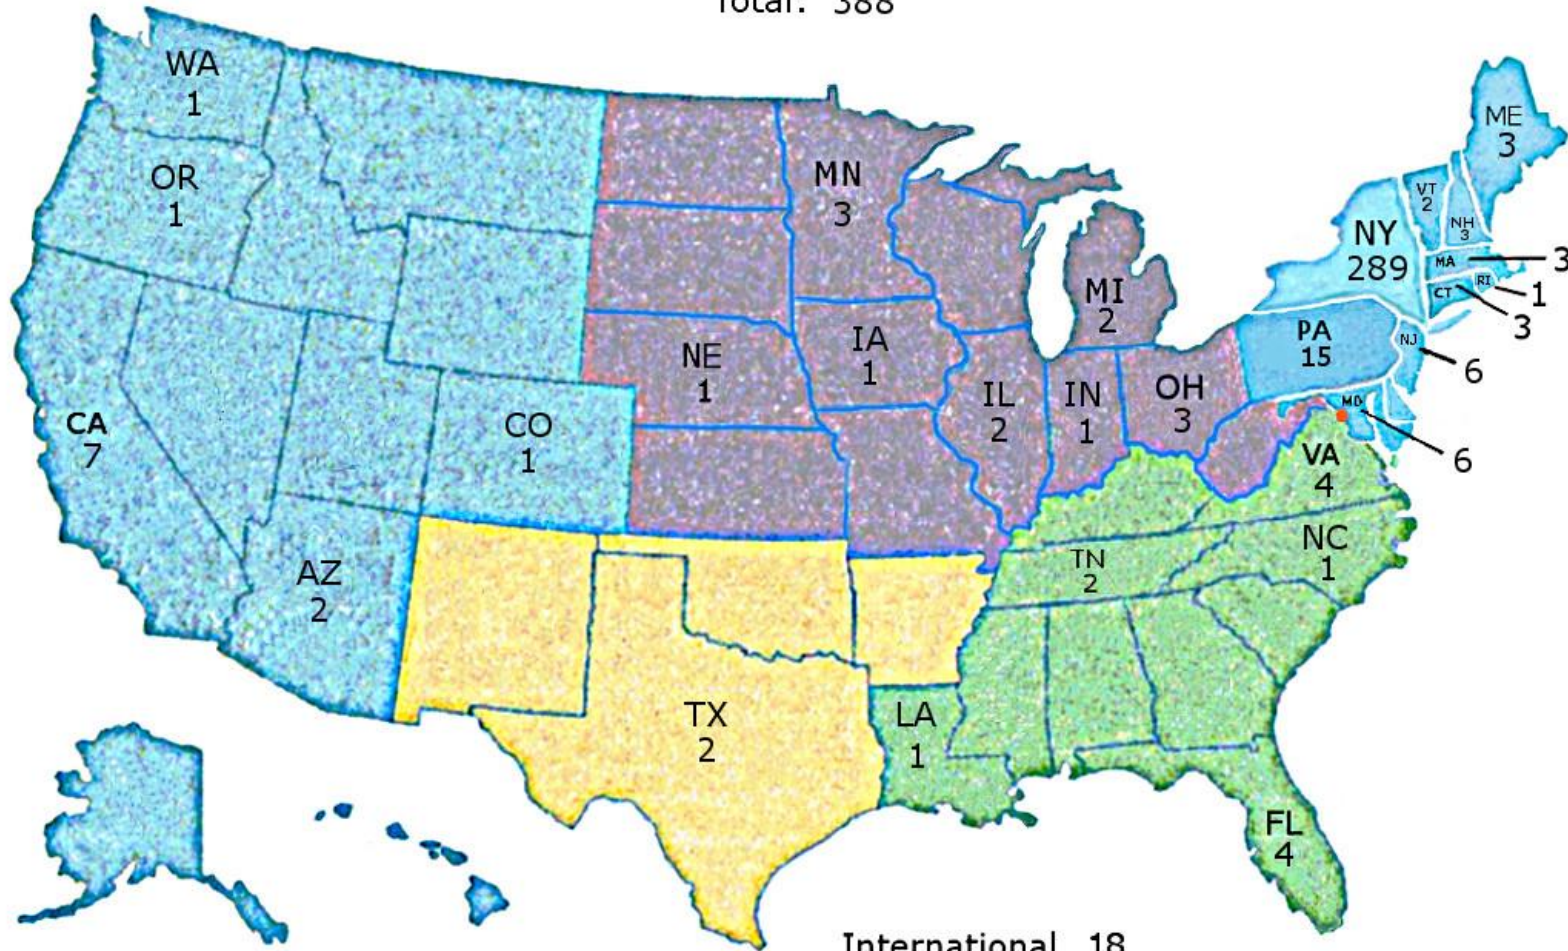 Total: 388
WA
1
OR
1
CA
7
AZ
2
CO
1
NE
1
MN
3
IA
1
IL
2
MI
2
IN
1
OH
3
TX
2
LA
1
TN
2
NC
1
VA
4
FL
4
PA
15
NY
289
VT
2
NH
3
ME
3
MA 3
RI 1
CT 3
NJ 6
MD 6
International 18